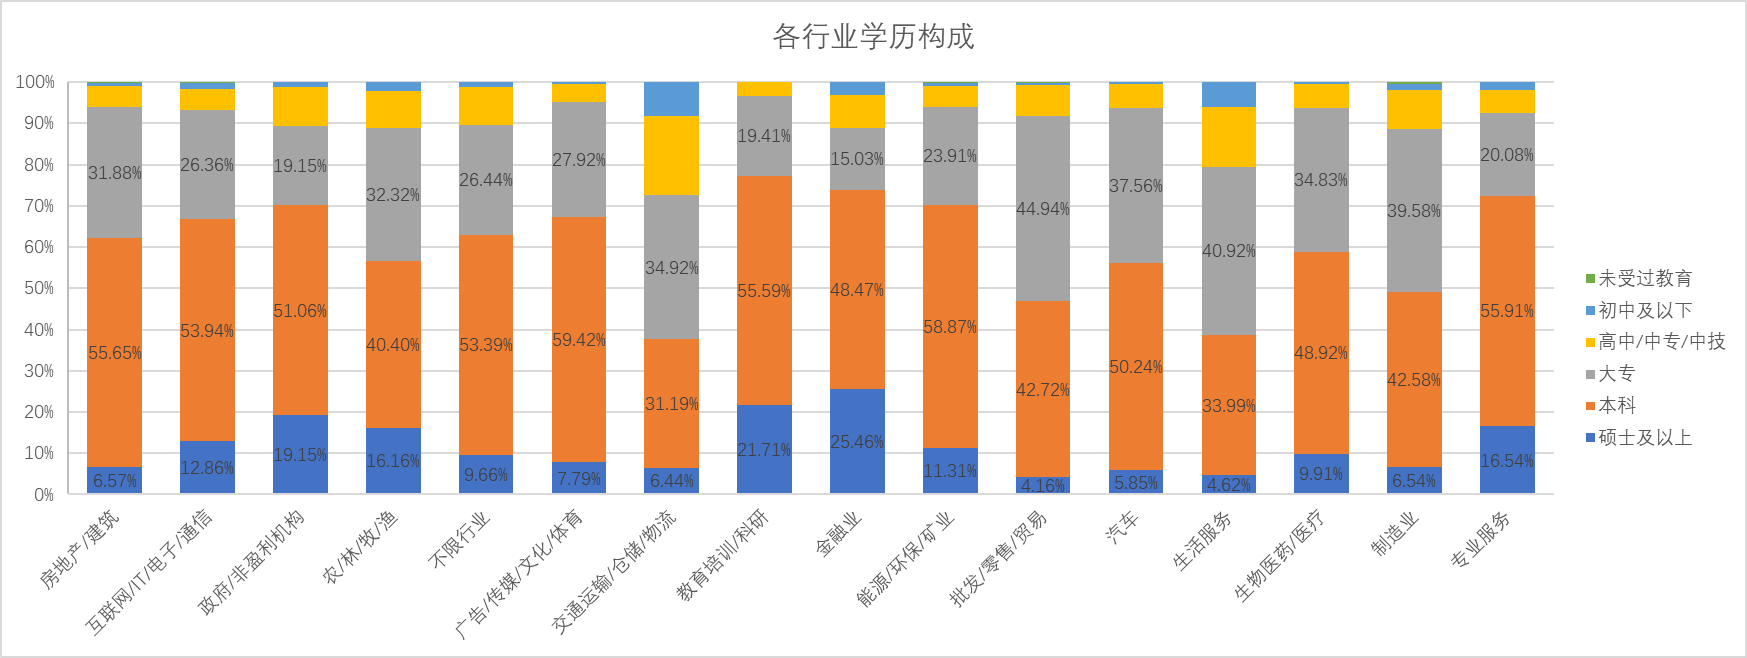 各行业学历构成
100%
90%
80%
70%
60%
50%
40%
30%
20%
10%
0%
31.88%
55.65%
6.57%
26.36%
53.94%
12.86%
19.15%
51.06%
19.15%
32.32%
40.40%
16.16%
26.44%
53.39%
9.66%
27.92%
59.42%
7.79%
34.92%
31.19%
6.44%
19.41%
55.59%
21.71%
15.03%
48.47%
25.46%
23.91%
58.87%
11.31%
44.94%
42.72%
4.16%
37.56%
50.24%
5.85%
40.92%
33.99%
4.62%
34.83%
48.92%
9.91%
39.58%
42.58%
6.54%
20.08%
55.91%
16.54%
房地产/建筑
互联网/IT/电子/通信
政府/非盈利机构
农/林/牧/渔
不限行业
广告/传媒/文化/体育
交通运输/仓储/物流
教育培训/科研
金融业
能源/环保/矿业
批发/零售/贸易
汽车
生活服务
生物医药/医疗
制造业
专业服务
未受过教育
初中及以下
高中/中专/中技
大专
本科
硕士及以上